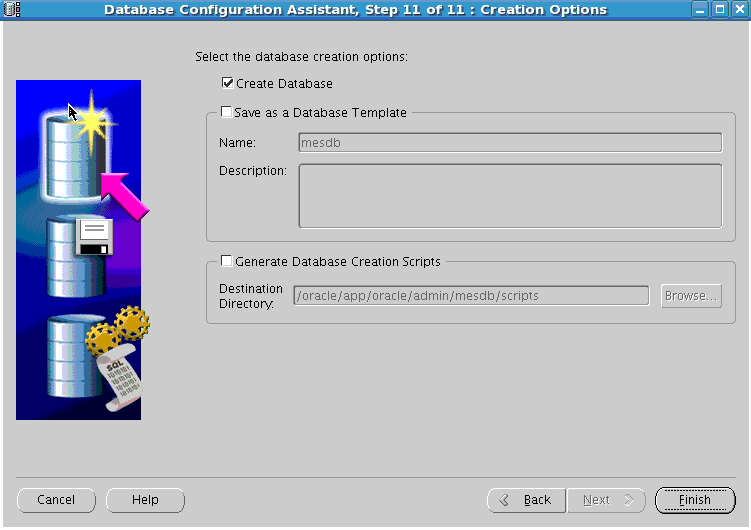 Database Configuration Assistant, Step 11 of 11 : Creation Options
Select the database creation options:
Create Database
Save as a Database Template
Name: mesdb
Description:
Generate Database Creation Scripts
Destination
Directory: /oracle/app/oracle/admin/mesdb/scripts Browse...
SQL
Cancel Help Back Next Finish